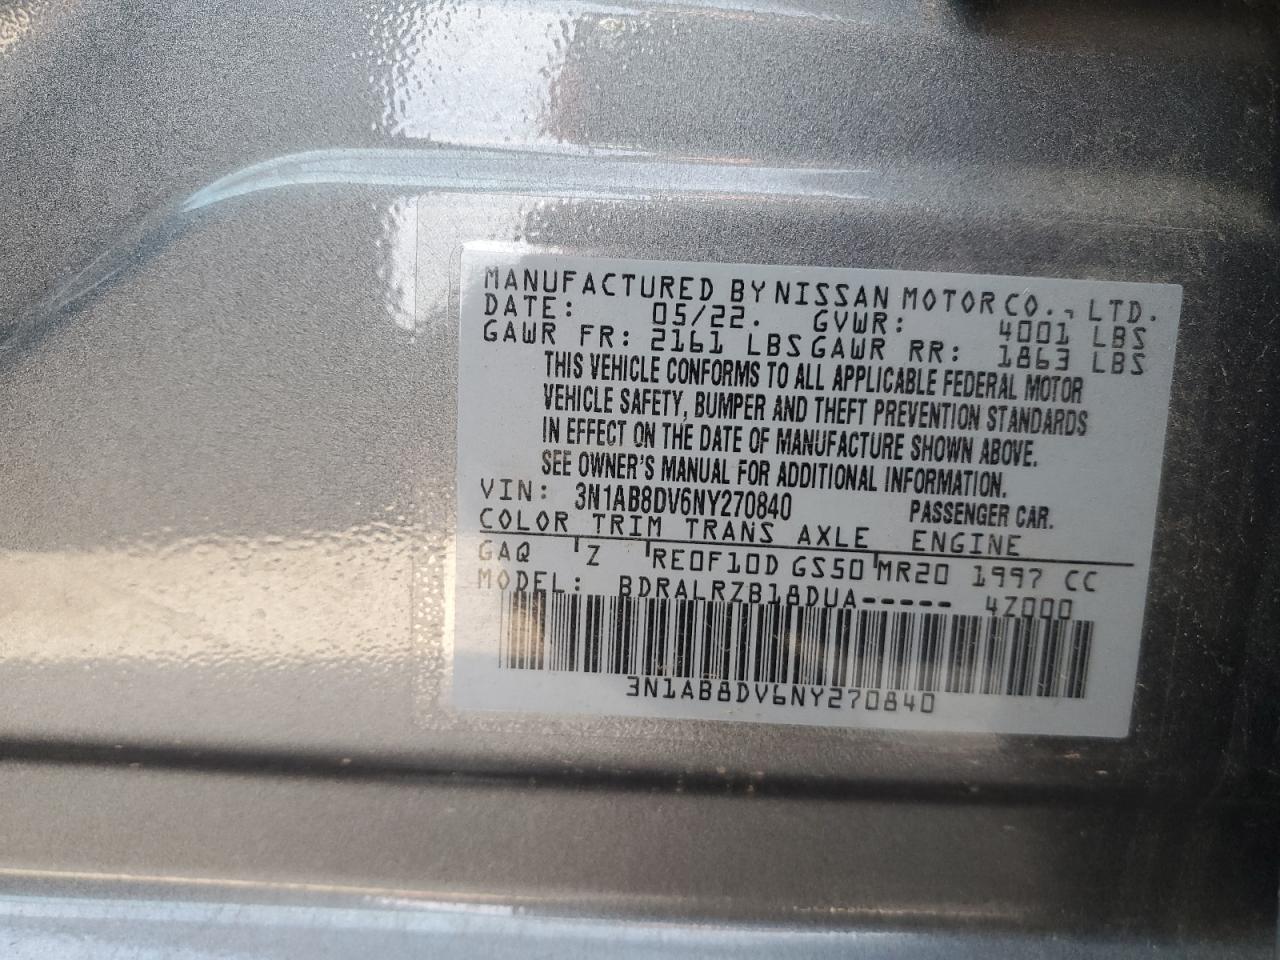 MANUFACTURED BY NISSAN MOTOR CO., LTD.
DATE: 05/22. GVWR: 4001 LBS
GAWR FR: 2161 LBS GAWR RR: 1863 LBS
THIS VEHICLE CONFORMS TO ALL APPLICABLE FEDERAL MOTOR
VEHICLE SAFETY, BUMPER AND THEFT PREVENTION STANDARDS
IN EFFECT ON THE DATE OF MANUFACTURE SHOWN ABOVE.
SEE OWNER'S MANUAL FOR ADDITIONAL INFORMATION.
VIN: 3N1AB8DV6NY270840 PASSENGER CAR.
COLOR TRIM TRANS AXLE ENGINE
GAQ Z RE0F10D GS50 MR20 1997 CC
MODEL: BDRALRZB18DUA----- 4Z000
3N1AB8DV6NY270840